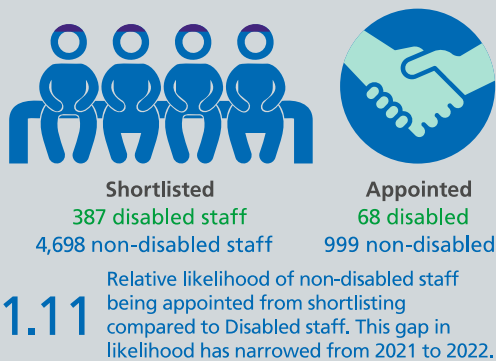 Shortlisted
387 disabled staff
4,698 non-disabled staff
Appointed
68 disabled
999 non-disabled
1.11
Relative likelihood of non-disabled staff
being appointed from shortlisting
compared to Disabled staff. This gap in
likelihood has narrowed from 2021 to 2022.